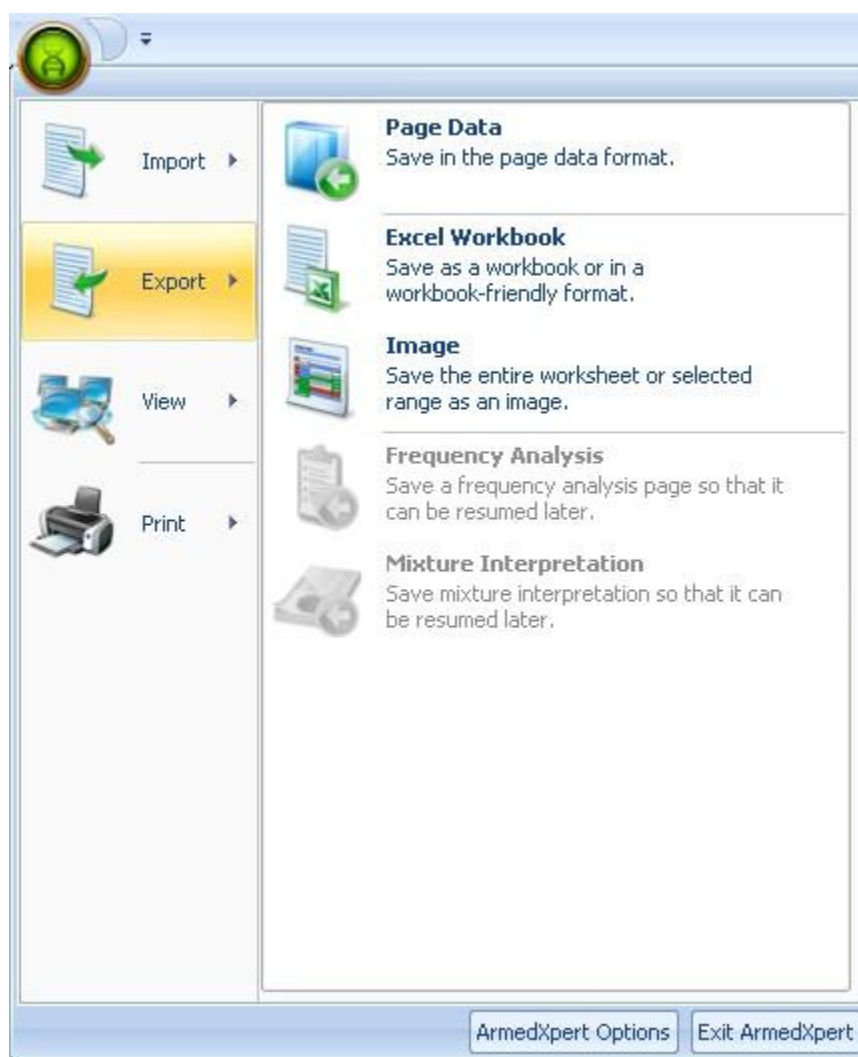 Import
Export
View
Print
Page Data
Save in the page data format.
Excel Workbook
Save as a workbook or in a
workbook-friendly format.
Image
Save the entire worksheet or selected
range as an image.
Frequency Analysis
Save a frequency analysis page so that it
can be resumed later.
Mixture Interpretation
Save mixture interpretation so that it can
be resumed later.
ArmedXpert Options
Exit ArmedXpert